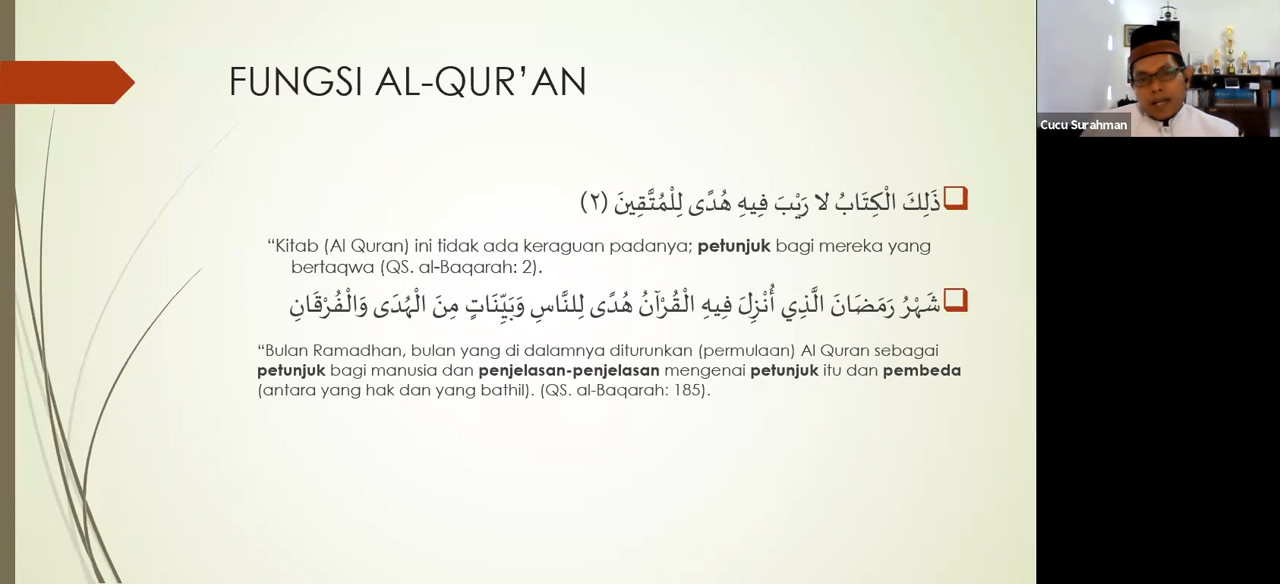 FUNGSI AL-QUR’AN
ذَلِكَ الْكِتَابُ لا رَيْبَ فِيهِ هُدًى لِلْمُتَّقِينَ (٢)
“Kitab (Al Quran) ini tidak ada keraguan padanya; petunjuk bagi mereka yang
bertaqwa (QS. al-Baqarah: 2).
شَهْرُ رَمَضَانَ الَّذِي أُنْزِلَ فِيهِ الْقُرْآنُ هُدًى لِلنَّاسِ وَبَيِّنَاتٍ مِنَ الْهُدَى وَالْفُرْقَانِ
“Bulan Ramadhan, bulan yang di dalamnya diturunkan (permulaan) Al Quran sebagai
petunjuk bagi manusia dan penjelasan-penjelasan mengenai petunjuk itu dan pembeda
(antara yang hak dan yang bathil). (QS. al-Baqarah: 185).
Cucu Surahman